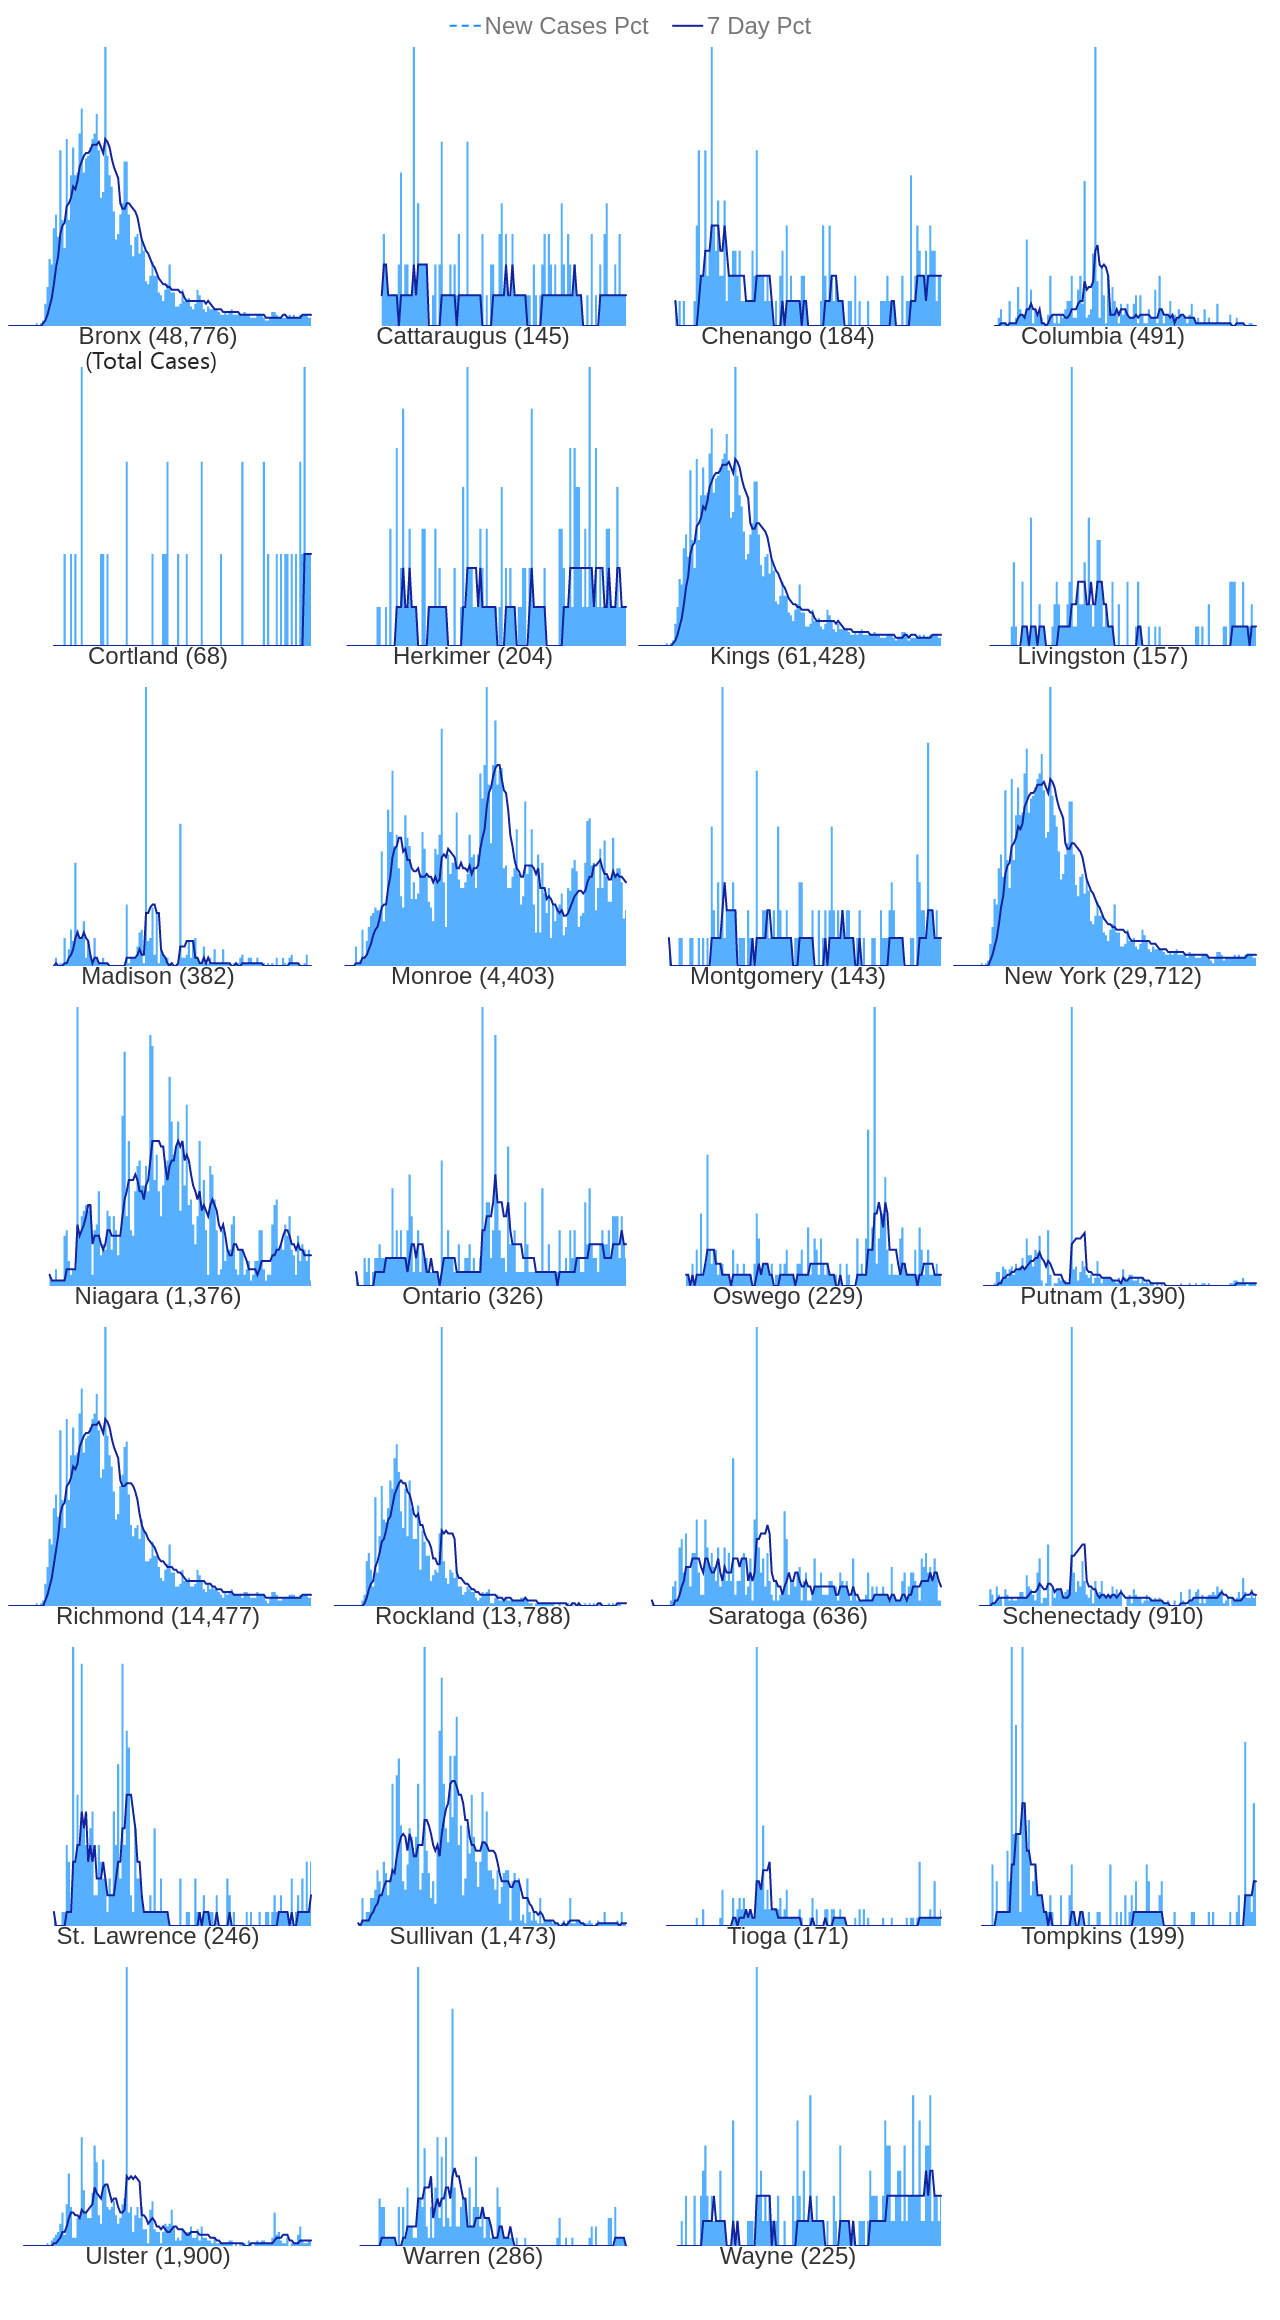 New Cases Pct 7 Day Pct
Bronx (48,776) Cattaraugus (145) Chenango (184) Columbia (491)
(Total Cases)
Cortland (68) Herkimer (204) Kings (61,428) Livingston (157)
Madison (382) Monroe (4,403) Montgomery (143) New York (29,712)
Niagara (1,376) Ontario (326) Oswego (229) Putnam (1,390)
Richmond (14,477) Rockland (13,788) Saratoga (636) Schenectady (910)
St. Lawrence (246) Sullivan (1,473) Tioga (171) Tompkins (199)
Ulster (1,900) Warren (286) Wayne (225)